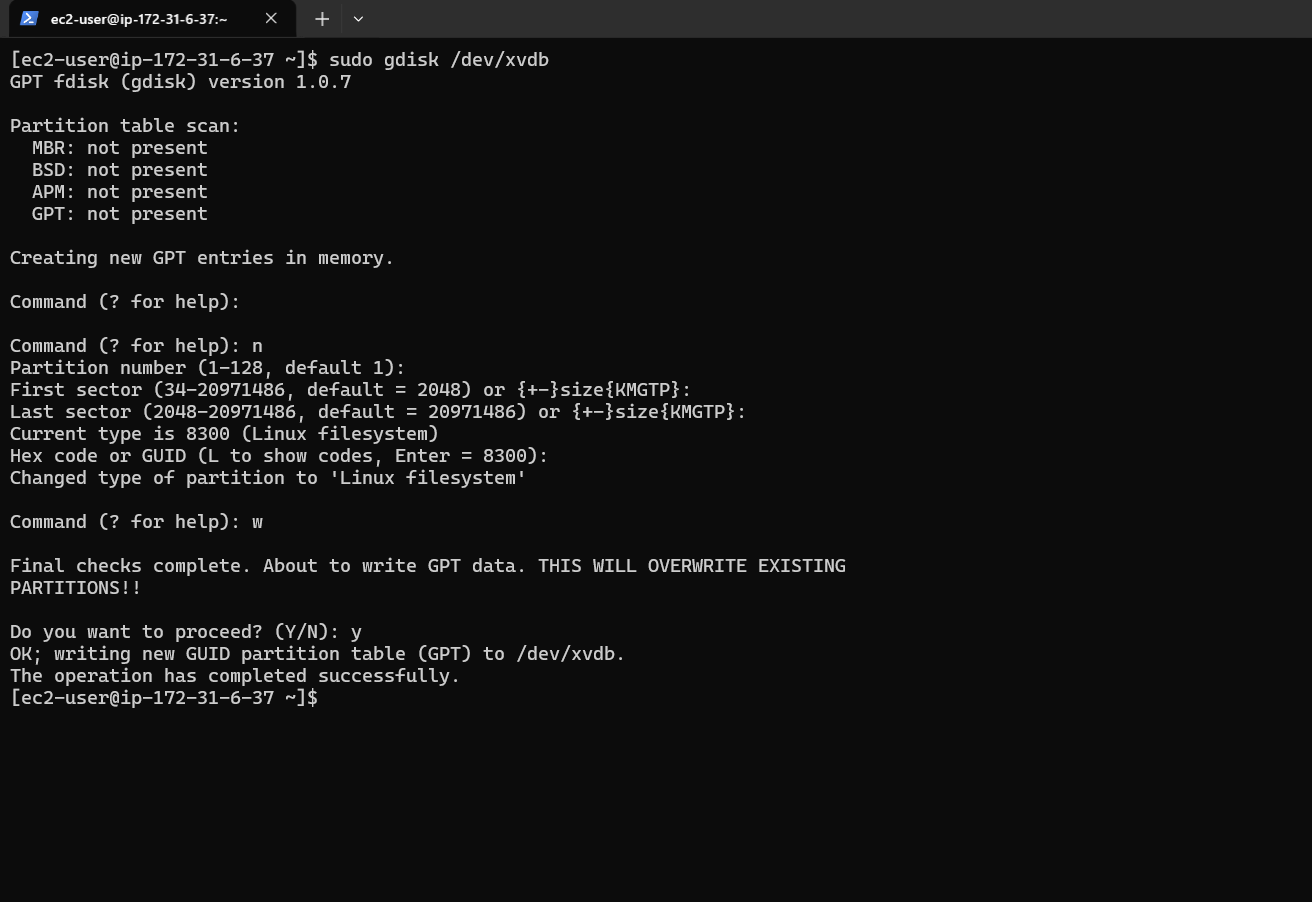 ec2-user@ip-172-31-6-37:~
[ec2-user@ip-172-31-6-37 ~]$ sudo gdisk /dev/xvdb
GPT fdisk (gdisk) version 1.0.7
Partition table scan:
  MBR: not present
  BSD: not present
  APM: not present
  GPT: not present
Creating new GPT entries in memory.
Command (? for help):
Command (? for help): n
Partition number (1-128, default 1):
First sector (34-20971486, default = 2048) or {+-}size{KMGTP}:
Last sector (2048-20971486, default = 20971486) or {+-}size{KMGTP}:
Current type is 8300 (Linux filesystem)
Hex code or GUID (L to show codes, Enter = 8300):
Changed type of partition to 'Linux filesystem'
Command (? for help): w
Final checks complete. About to write GPT data. THIS WILL OVERWRITE EXISTING
PARTITIONS!!
Do you want to proceed? (Y/N): y
OK; writing new GUID partition table (GPT) to /dev/xvdb.
The operation has completed successfully.
[ec2-user@ip-172-31-6-37 ~]$